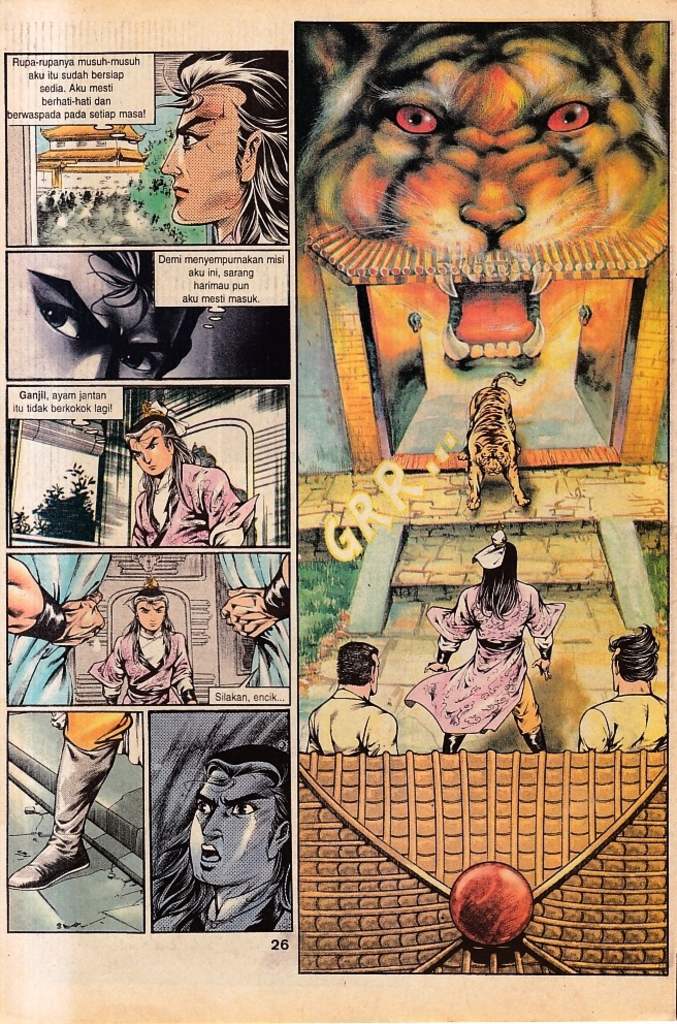 Rupa-rupanya musuh-musuh
aku itu sudah bersiap
sedia. Aku mesti
berhati-hati dan
berwaspada pada setiap masa!
Demi menyempurnakan misi
aku ini, sarang
harimau pun
aku mesti masuk.
Ganjil, ayam jantan
itu tidak berkokok lagi!
Silakan, encik...
GRR...
26